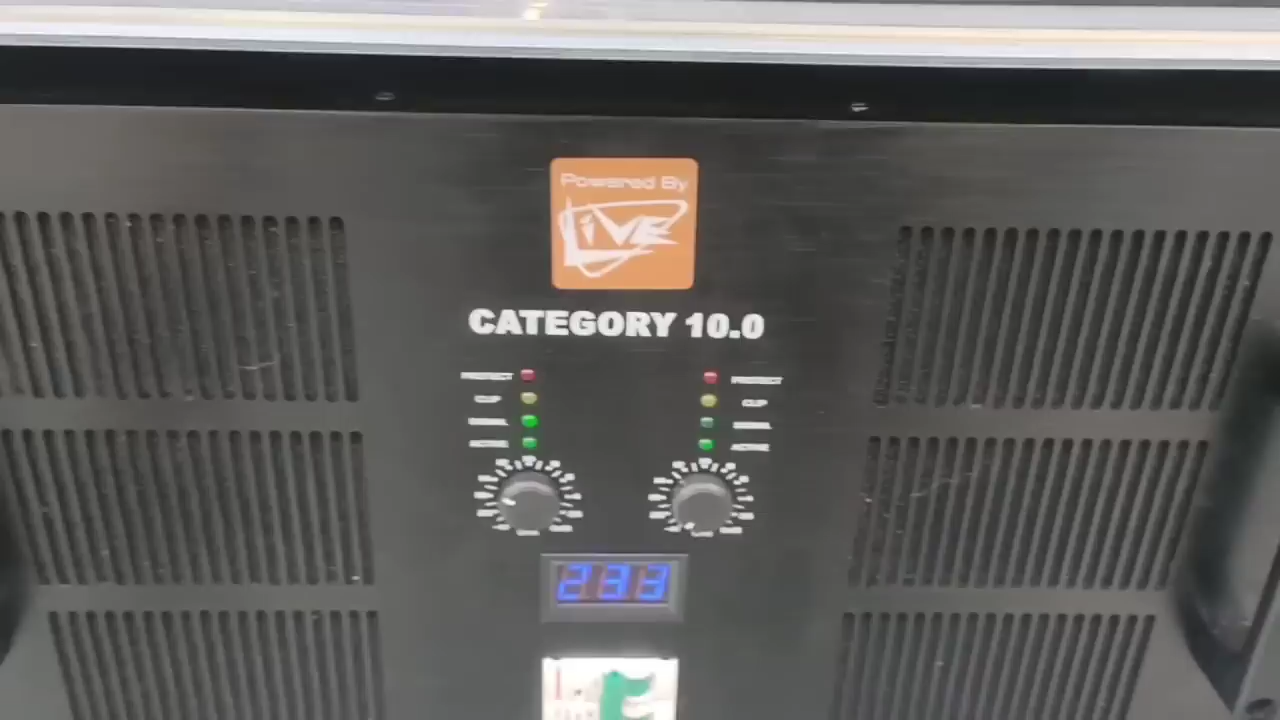 Powered By
LiVE
CATEGORY 10.0
PROTECT PROTECT
CLIP CLIP
SIGNAL SIGNAL
ACTIVE ACTIVE
233